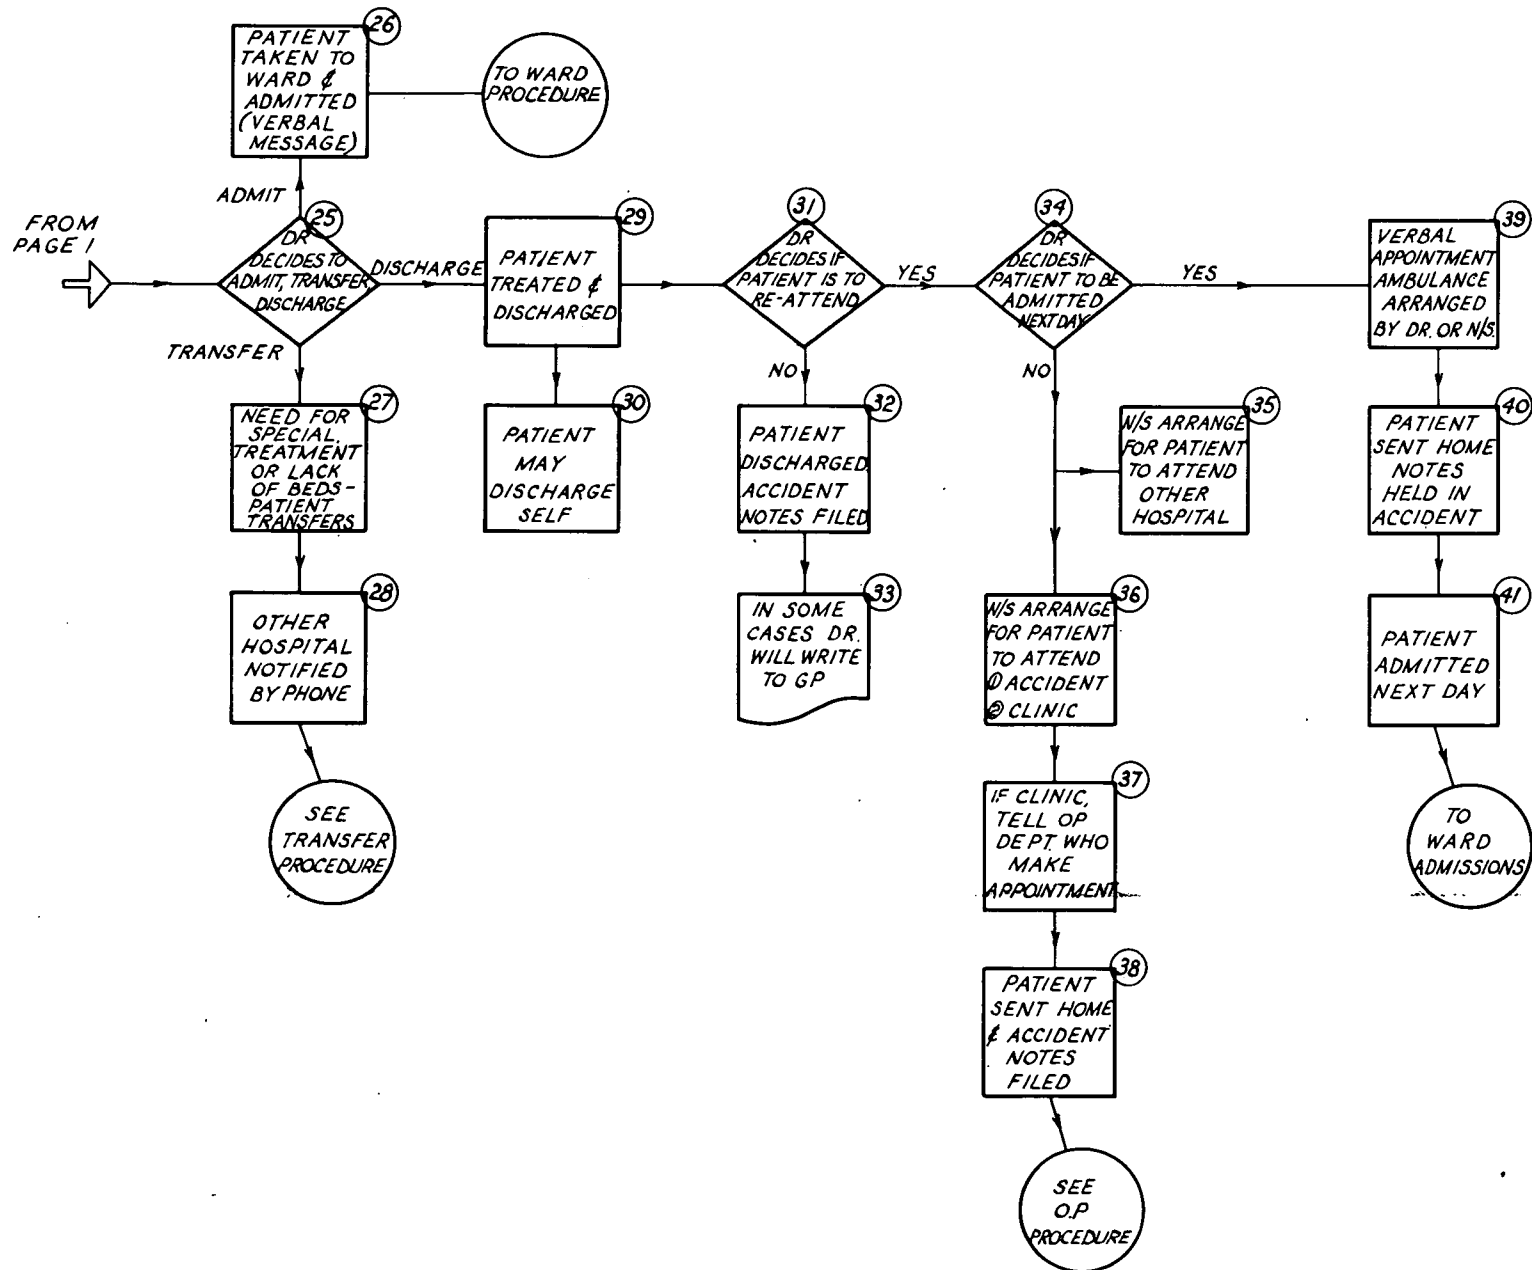 FROM
PAGE 1
26
PATIENT
TAKEN TO
WARD &
ADMITTED
(VERBAL
MESSAGE)
TO WARD
PROCEDURE
ADMIT
25
DR
DECIDES TO
ADMIT, TRANSFER
DISCHARGE
DISCHARGE
TRANSFER
27
NEED FOR
SPECIAL.
TREATMENT
OR LACK
OF BEDS-
PATIENT
TRANSFERS
28
OTHER
HOSPITAL
NOTIFIED
BY PHONE
SEE
TRANSFER
PROCEDURE
29
PATIENT
TREATED &
DISCHARGED
30
PATIENT
MAY
DISCHARGE
SELF
31
DR
DECIDES IF
PATIENT IS TO
RE-ATTEND
YES
NO
32
PATIENT
DISCHARGED.
ACCIDENT
NOTES FILED
33
IN SOME
CASES DR.
WILL WRITE
TO GP
34
DR
DECIDES IF
PATIENT TO BE
ADMITTED
NEXT DAY
YES
NO
35
N/S ARRANGE
FOR PATIENT
TO ATTEND
OTHER
HOSPITAL
36
N/S ARRANGE
FOR PATIENT
TO ATTEND
① ACCIDENT
② CLINIC
37
IF CLINIC,
TELL OP
DEPT. WHO
MAKE
APPOINTMENT
38
PATIENT
SENT HOME
& ACCIDENT
NOTES
FILED
SEE
O.P
PROCEDURE
39
VERBAL
APPOINTMENT
AMBULANCE
ARRANGED
BY DR. OR N/S.
40
PATIENT
SENT HOME
NOTES
HELD IN
ACCIDENT
41
PATIENT
ADMITTED
NEXT DAY
TO
WARD
ADMISSIONS